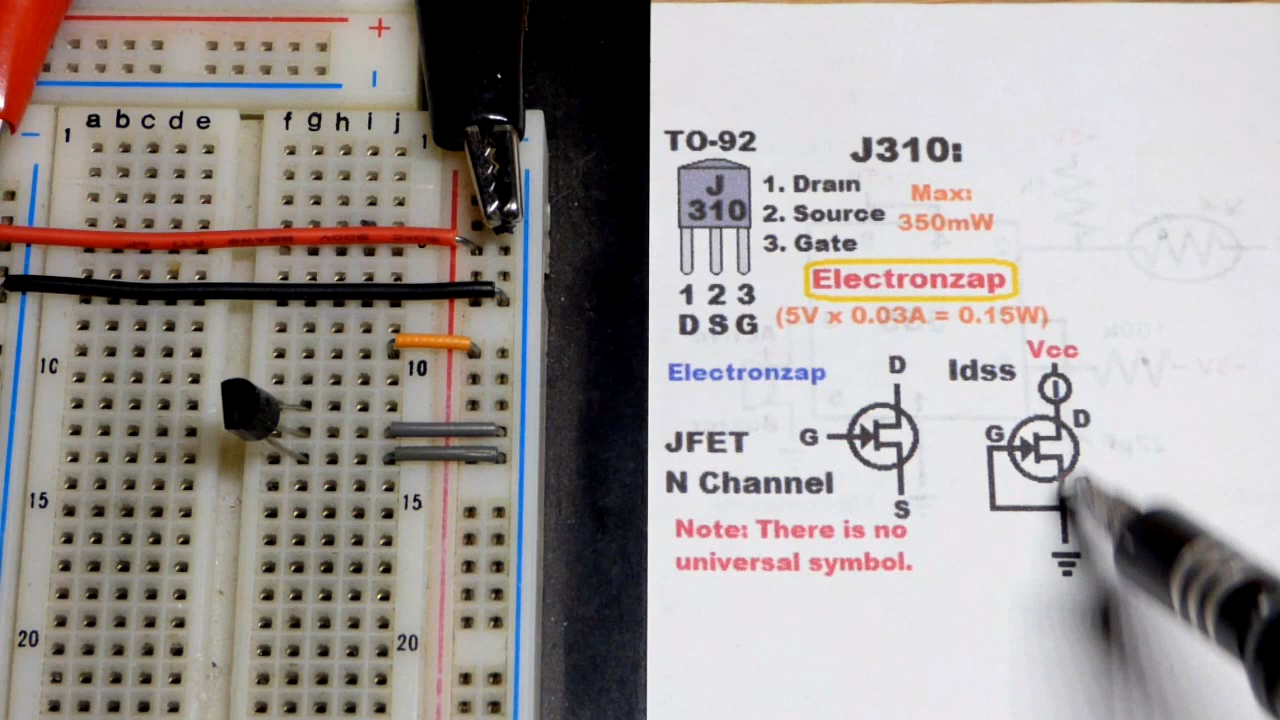 +
a b c d e f g h i j
1 1
10 10
15 15
20 20
TO-92
J310:
J
310
1. Drain
2. Source
3. Gate
Max:
350mW
1 2 3
D S G
Electronzap
(5V x 0.03A = 0.15W)
Electronzap
D
G
S
Idss
Vcc
I
D
G
JFET
N Channel
Note: There is no
universal symbol.